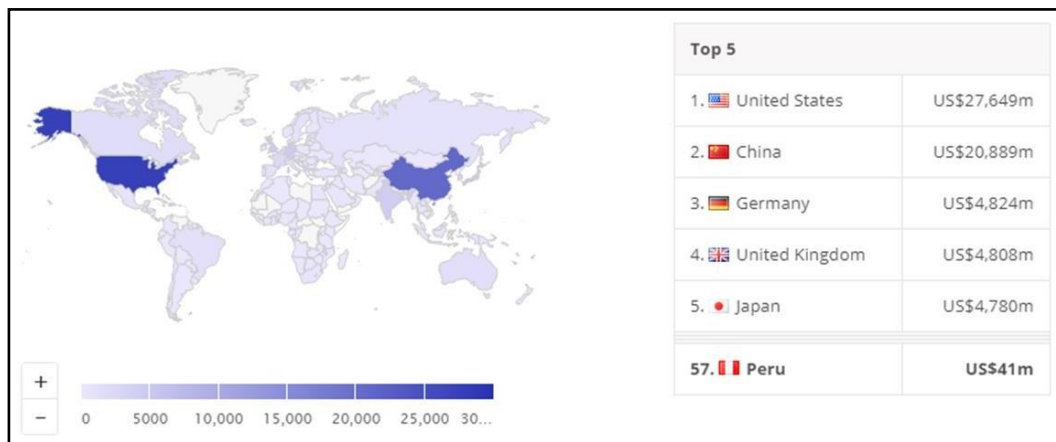 Top 5
1. United States US$27,649m
2. China US$20,889m
3. Germany US$4,824m
4. United Kingdom US$4,808m
5. Japan US$4,780m
57. Peru US$41m
+
−
0 5000 10,000 15,000 20,000 25,000 30...